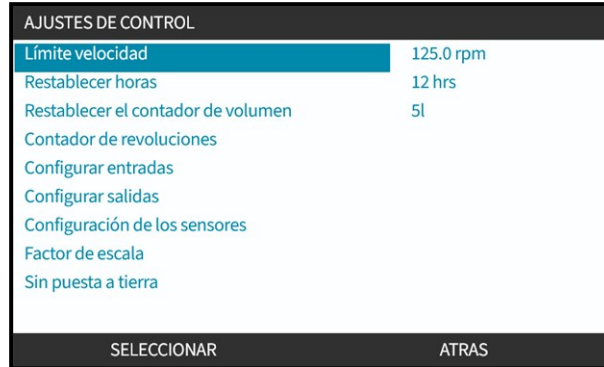 AJUSTES DE CONTROL
Límite velocidad 125.0 rpm
Restablecer horas 12 hrs
Restablecer el contador de volumen 5l
Contador de revoluciones
Configurar entradas
Configurar salidas
Configuración de los sensores
Factor de escala
Sin puesta a tierra
SELECCIONAR ATRAS